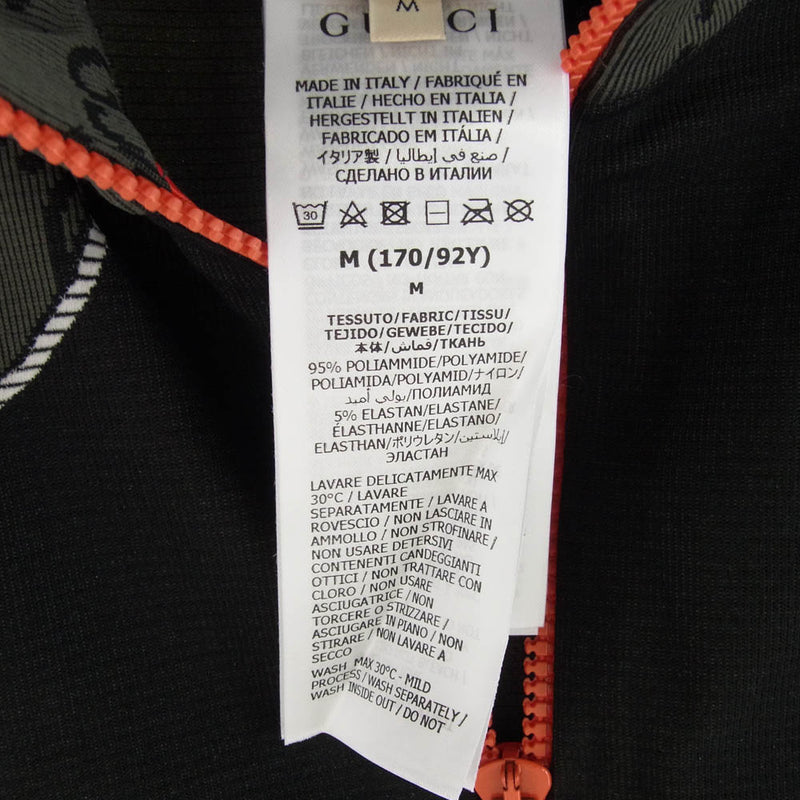 M
GUCCI
MADE IN ITALY / FABRIQUÉ EN
ITALIE / HECHO EN ITALIA /
HERGESTELLT IN ITALIEN /
FABRICADO EM ITÁLIA /
イタリア製 / صنع في إيطاليا /
СДЕЛАНО В ИТАЛИИ
30
M (170/92Y)
M
TESSUTO/FABRIC/TISSU/
TEJIDO/GEWEBE/TECIDO/
本体/قماش/ТКАНЬ
95% POLIAMMIDE/POLYAMIDE/
POLIAMIDA/POLYAMID/ナイロン/
بولي أميد/ПОЛИАМИД
5% ELASTAN/ELASTANE/
ÉLASTHANNE/ELASTANO/
ELASTHAN/ポリウレタン/إيلاستين/
ЭЛАСТАН
LAVARE DELICATAMENTE MAX
30°C / LAVARE
SEPARATAMENTE / LAVARE A
ROVESCIO / NON LASCIARE IN
AMMOLLO / NON STROFINARE /
NON USARE DETERSIVI
CONTENENTI CANDEGGIANTI
OTTICI / NON TRATTARE CON
CLORO / NON USARE
ASCIUGATRICE / NON
TORCERE O STRIZZARE /
ASCIUGARE IN PIANO / NON
STIRARE / NON LAVARE A
SECCO
WASH MAX 30°C - MILD
PROCESS / WASH SEPARATELY /
WASH INSIDE OUT / DO NOT